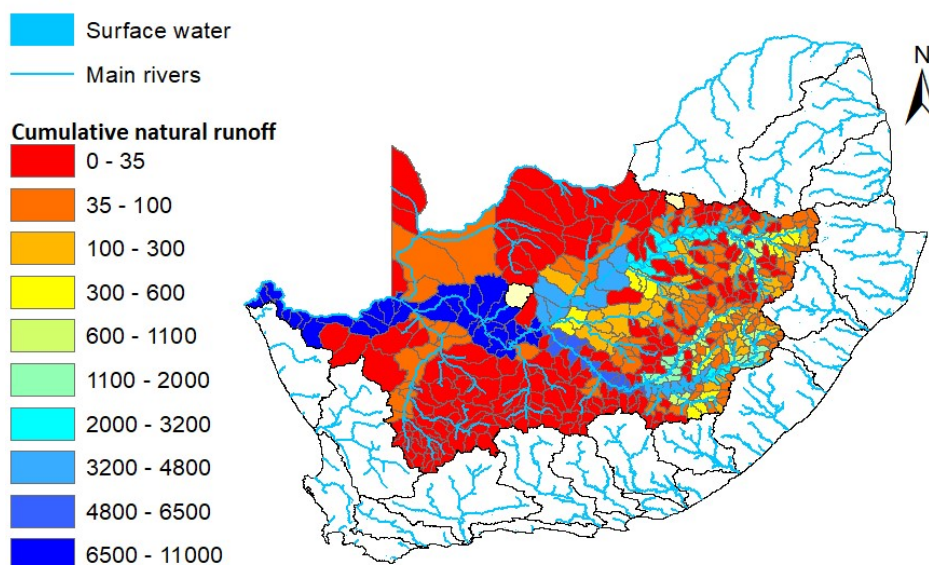 Surface water
Main rivers
N
Cumulative natural runoff
0 - 35
35 - 100
100 - 300
300 - 600
600 - 1100
1100 - 2000
2000 - 3200
3200 - 4800
4800 - 6500
6500 - 11000